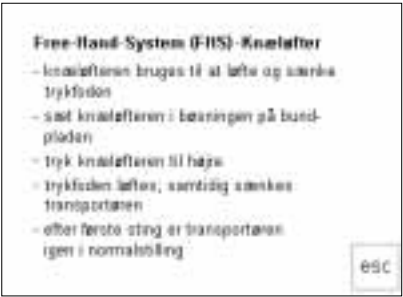 Free-Hand-System (FHS)-Knæløfter
- knæløfteren bruges til at løfte og sænke
trykfoden
- sæt knæløfteren i bøsningen på bund-
pladen
- tryk knæløfteren til højre
- trykfoden løftes, samtidig sænkes
transportøren
- efter første sting er transportøren
igen i normalstilling
esc